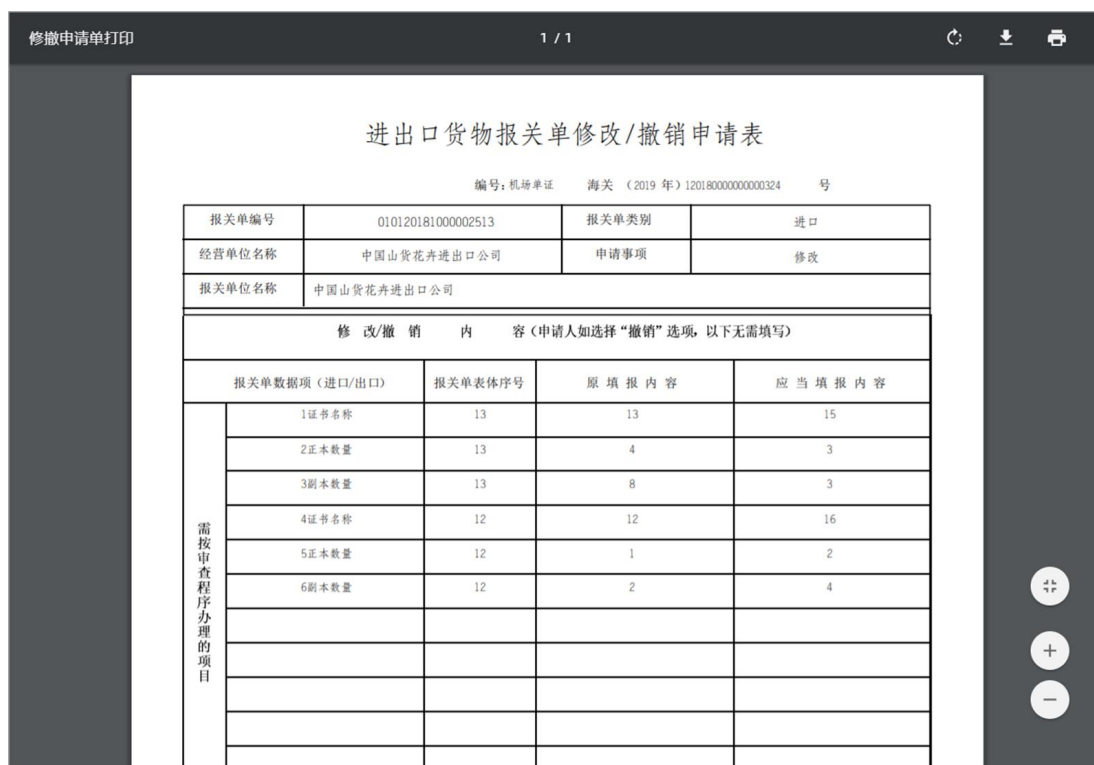 修撤申请单打印 1 / 1
进出口货物报关单修改/撤销申请表
编号:机场单证 海关 (2019 年)120180000000000324 号
报关单编号 010120181000002513 报关单类别 进口
经营单位名称 中国山货花卉进出口公司 申请事项 修改
报关单位名称 中国山货花卉进出口公司
修 改/撤 销 内 容(申请人如选择“撤销”选项,以下无需填写)
报关单数据项(进口/出口) 报关单表体序号 原 填 报 内 容 应 当 填 报 内 容
需按审查程序办理的项目
1证书名称 13 13 15
2正本数量 13 4 3
3副本数量 13 8 3
4证书名称 12 12 16
5正本数量 12 1 2
6副本数量 12 2 4